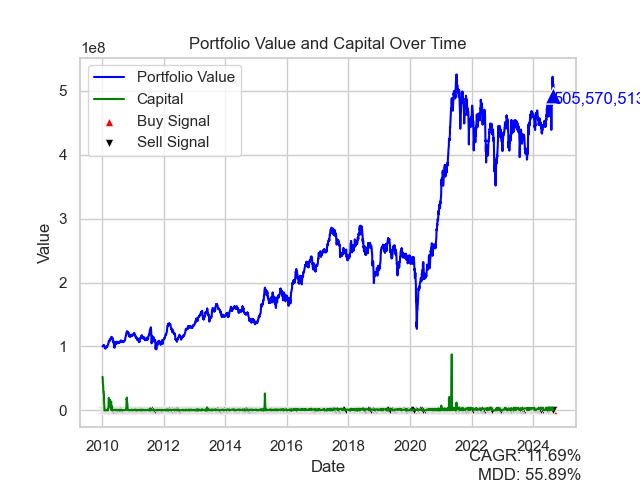 Portfolio Value and Capital Over Time
1e8
Portfolio Value
Capital
Buy Signal
Sell Signal
5
4
3
2
1
0
Value
505,570,513
2010 2012 2014 2016 2018 2020 2022 2024
Date
CAGR: 11.69%
MDD: 55.89%